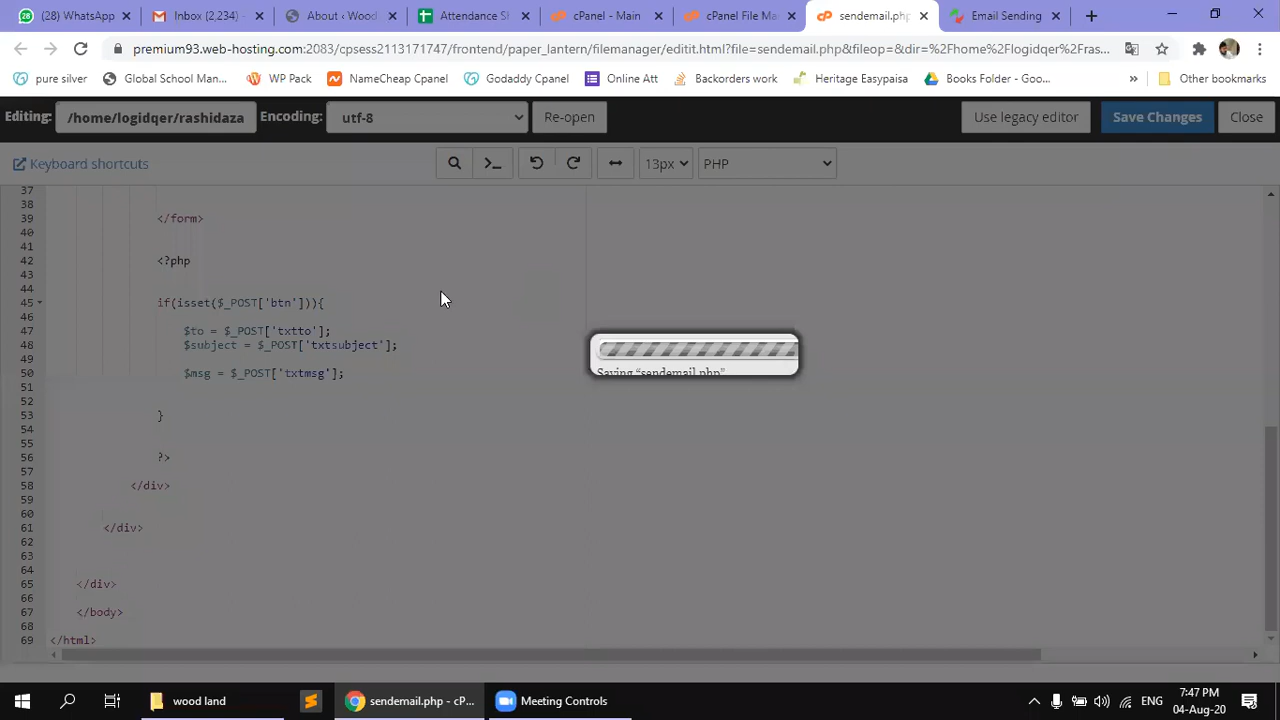 (28) WhatsApp
Inbox (2,234) -
About ‹ Wood
Attendance S
cPanel - Main
cPanel File Ma
sendemail.php
Email Sending
premium93.web-hosting.com:2083/cpsess2113171747/frontend/paper_lantern/filemanager/editit.html?file=sendemail.php&fileop=&dir=%2Fhome%2Flogidqer%2Fras...
pure silver
Global School Man...
WP Pack
NameCheap Cpanel
Godaddy Cpanel
Online Att
Backorders work
Heritage Easypaisa
Books Folder - Goo...
»
Other bookmarks
Editing: /home/logidqer/rashidaza Encoding: utf-8 Re-open Use legacy editor Save Changes Close
Keyboard shortcuts 13px PHP
37
38
39 </form>
40
41
42 <?php
43
44
45 if(isset($_POST['btn'])){
46
47 $to = $_POST['txtto'];
48 $subject = $_POST['txtsubject'];
49
50 $msg = $_POST['txtmsg'];
51
52
53 }
54
55
56 ?>
57
58 </div>
59
60
61 </div>
62
63
64
65 </div>
66
67 </body>
68
69 </html>
Saving “sendemail.php”
wood land
sendemail.php - cP...
Meeting Controls
ENG
7:47 PM
04-Aug-20